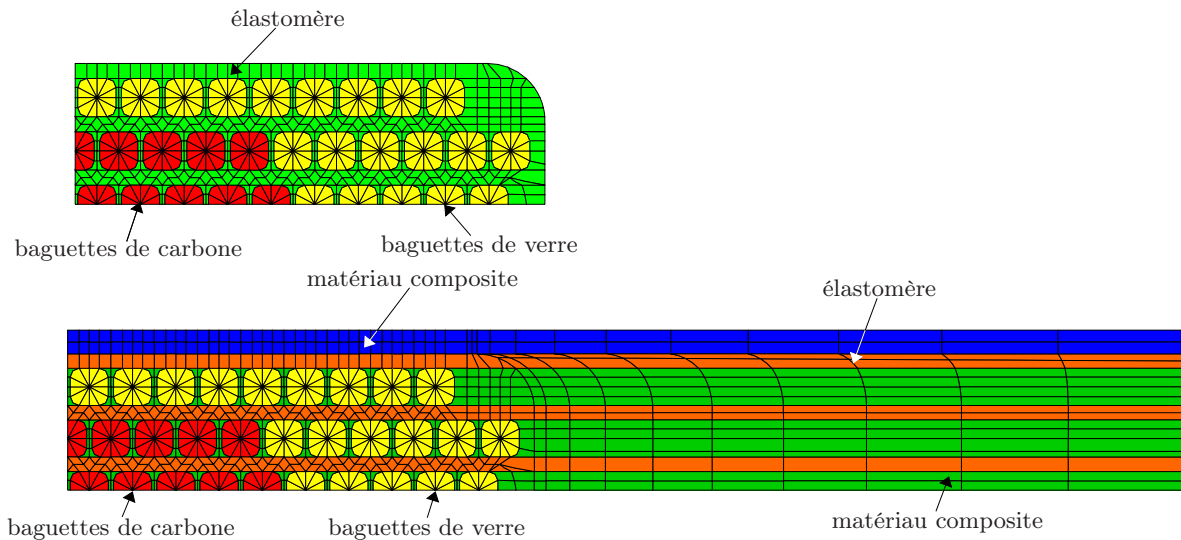 élastomère
baguettes de carbone
baguettes de verre
matériau composite
élastomère
baguettes de carbone
baguettes de verre
matériau composite